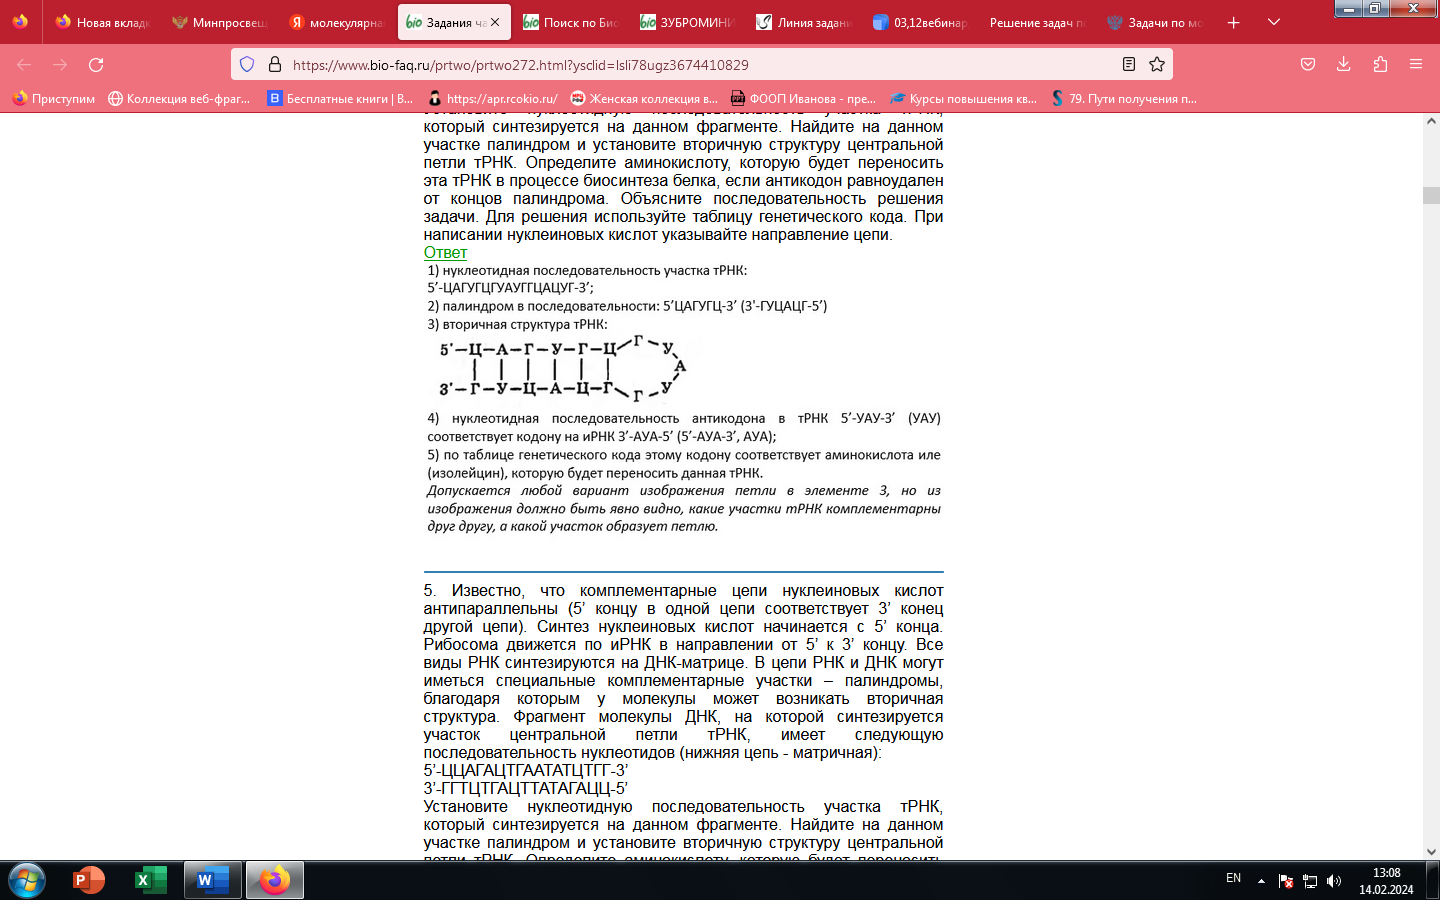 Новая вкладк
Минпросвещ
молекулярна
Задания ча
Поиск по Био
ЗУБРОМИНИ
Линия задани
03,12вебинар
Решение задач по
Задачи по мо
https://www.bio-faq.ru/prtwo/prtwo272.html?ysclid=lsli78ugz3674410829
Приступим
Коллекция веб-фраг...
Бесплатные книги | В...
https://apr.rcokio.ru/
Женская коллекция в...
ФООП Иванова - пре...
Курсы повышения кв...
79. Пути получения п...
Установите нуклеотидную последовательность участка тРНК,
который синтезируется на данном фрагменте. Найдите на данном
участке палиндром и установите вторичную структуру центральной
петли тРНК. Определите аминокислоту, которую будет переносить
эта тРНК в процессе биосинтеза белка, если антикодон равноудален
от концов палиндрома. Объясните последовательность решения
задачи. Для решения используйте таблицу генетического кода. При
написании нуклеиновых кислот указывайте направление цепи.
Ответ
1) нуклеотидная последовательность участка тРНК:
5’-ЦАГУГЦГУАУГГЦАЦУГ-3’;
2) палиндром в последовательности: 5’ЦАГУГЦ-3’ (3'-ГУЦАЦГ-5’)
3) вторичная структура тРНК:
5′–Ц–А–Г–У–Г–Ц
Г
У
А
3′–Г–У–Ц–А–Ц–Г
Г
У
4) нуклеотидная последовательность антикодона в тРНК 5’-УАУ-3’ (УАУ)
соответствует кодону на иРНК 3’-АУА-5’ (5’-АУА-3’, АУА);
5) по таблице генетического кода этому кодону соответствует аминокислота иле
(изолейцин), которую будет переносить данная тРНК.
Допускается любой вариант изображения петли в элементе 3, но из
изображения должно быть явно видно, какие участки тРНК комплементарны
друг другу, а какой участок образует петлю.
5. Известно, что комплементарные цепи нуклеиновых кислот
антипараллельны (5’ концу в одной цепи соответствует 3’ конец
другой цепи). Синтез нуклеиновых кислот начинается с 5’ конца.
Рибосома движется по иРНК в направлении от 5’ к 3’ концу. Все
виды РНК синтезируются на ДНК-матрице. В цепи РНК и ДНК могут
иметься специальные комплементарные участки – палиндромы,
благодаря которым у молекулы может возникать вторичная
структура. Фрагмент молекулы ДНК, на которой синтезируется
участок центральной петли тРНК, имеет следующую
последовательность нуклеотидов (нижняя цепь - матричная):
5’-ЦЦАГАЦТГААТАТЦТГГ-3’
3’-ГГТЦТГАЦТТАТАГАЦЦ-5’
Установите нуклеотидную последовательность участка тРНК,
который синтезируется на данном фрагменте. Найдите на данном
участке палиндром и установите вторичную структуру центральной
петли тРНК. Определите аминокислоту, которую будет переносить
EN
13:08
14.02.2024